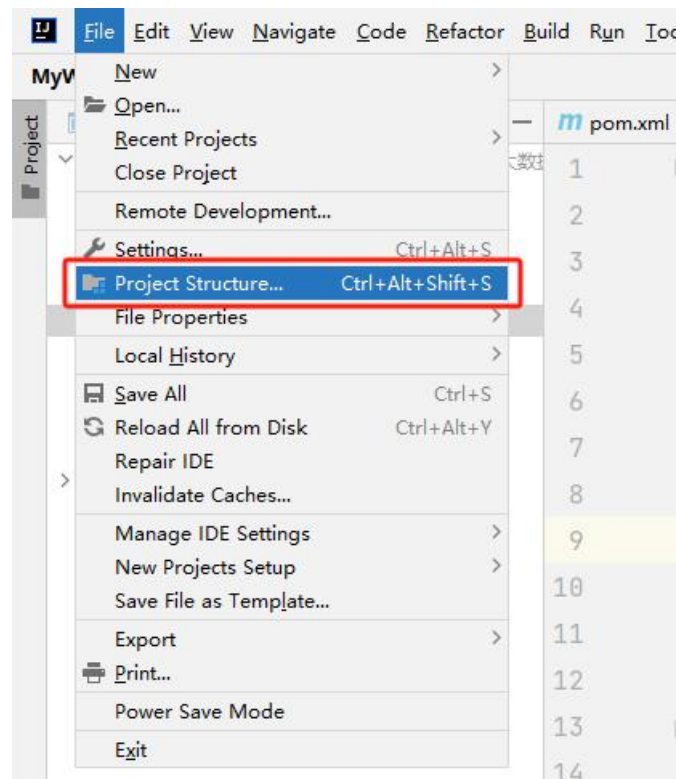 IJ File Edit View Navigate Code Refactor Build Run
New
Open...
Recent Projects
Close Project
Remote Development...
Settings... Ctrl+Alt+S
Project Structure... Ctrl+Alt+Shift+S
File Properties
Local History
Save All Ctrl+S
Reload All from Disk Ctrl+Alt+Y
Repair IDE
Invalidate Caches...
Manage IDE Settings
New Projects Setup
Save File as Template...
Export
Print...
Power Save Mode
Exit
Project
m pom.xml
1
2
3
4
5
6
7
8
9
10
11
12
13
14